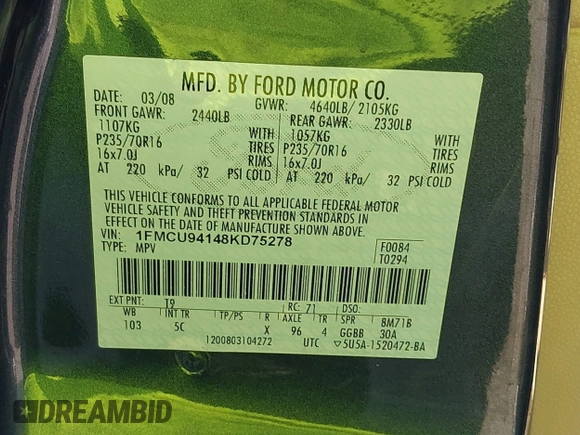 MFD. BY FORD MOTOR CO.
DATE: 03/08 GVWR: 4640LB/ 2105KG
FRONT GAWR: 2440LB REAR GAWR: 2330LB
1107KG WITH 1057KG WITH
P235/70R16 TIRES P235/70R16 TIRES
16x7.0J RIMS 16x7.0J RIMS
AT 220 kPa/ 32 PSI COLD AT 220 kPa/ 32 PSI COLD
THIS VEHICLE CONFORMS TO ALL APPLICABLE FEDERAL MOTOR
VEHICLE SAFETY AND THEFT PREVENTION STANDARDS IN
EFFECT ON THE DATE OF MANUFACTURE SHOWN ABOVE.
VIN: 1FMCU94148KD75278 F0084
TYPE: MPV T0294
EXT PNT: T9 RC: 71 DSO:
WB INT TR TP/PS R AXLE TR SPR 8M71B
103 5C X 96 4 GGBB 30A
1200803104272 UTC 5U5A-1520472-BA
DREAMBID